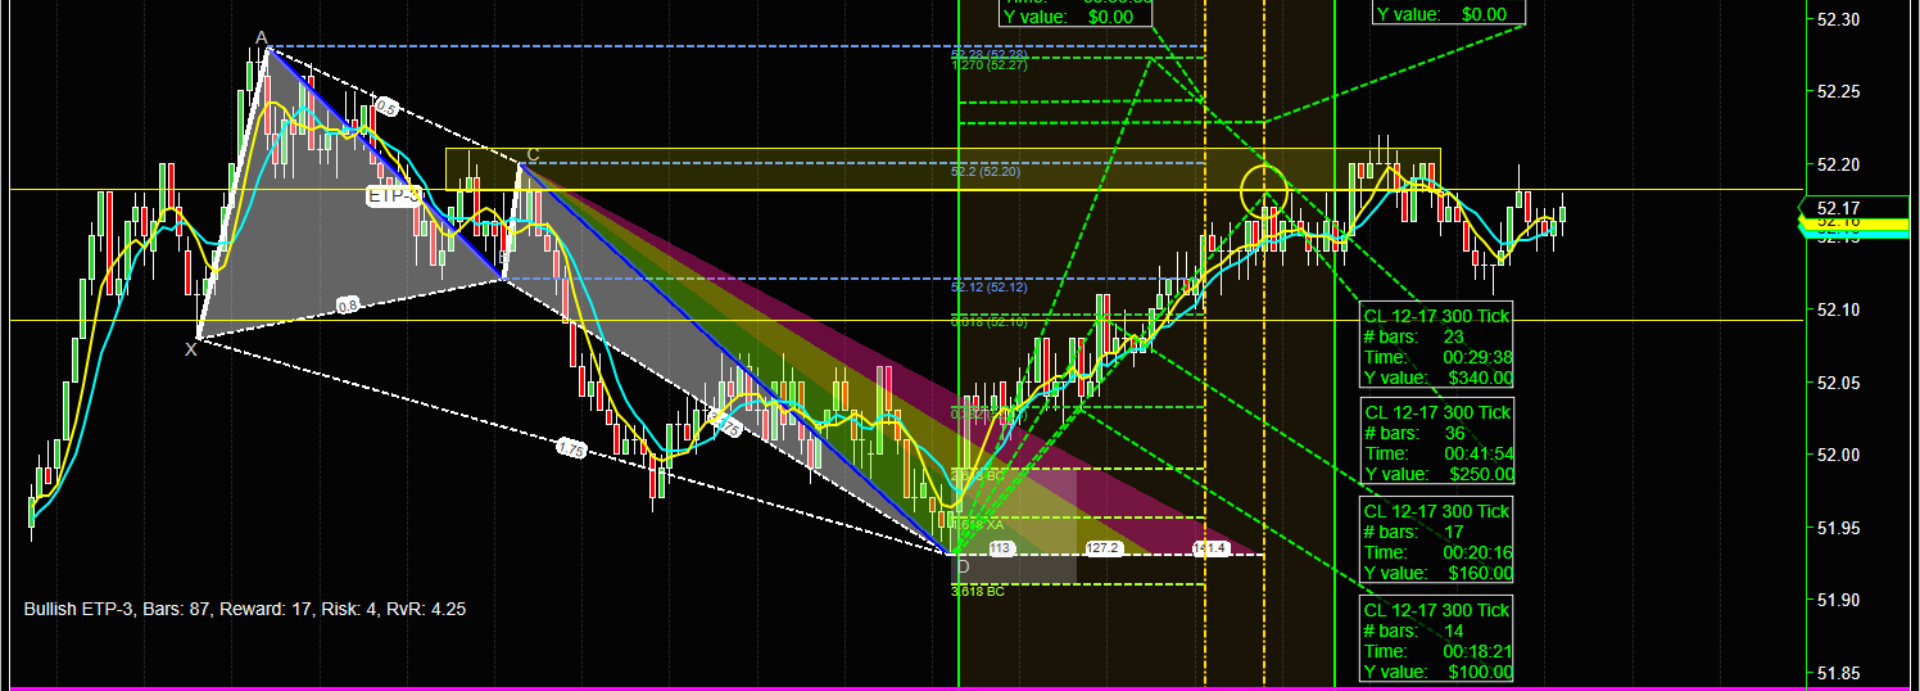 Y value: $0.00
Y value: $0.00
52.30
A
52.28 (52.28)
1.270 (52.27)
52.25
0.5
C
52.20
52.2 (52.20)
ETP-3
52.17
52.12 (52.12)
0.8
52.10
0.618 (52.10)
X
CL 12-17 300 Tick
# bars: 23
Time: 00:29:38
Y value: $340.00
52.05
CL 12-17 300 Tick
# bars: 36
Time: 00:41:54
Y value: $250.00
1.75
52.00
2.618 BC
CL 12-17 300 Tick
# bars: 17
Time: 00:20:16
Y value: $160.00
1.618 XA
51.95
113
127.2
141.4
D
3.618 BC
51.90
Bullish ETP-3, Bars: 87, Reward: 17, Risk: 4, RvR: 4.25
CL 12-17 300 Tick
# bars: 14
Time: 00:18:21
Y value: $100.00
51.85